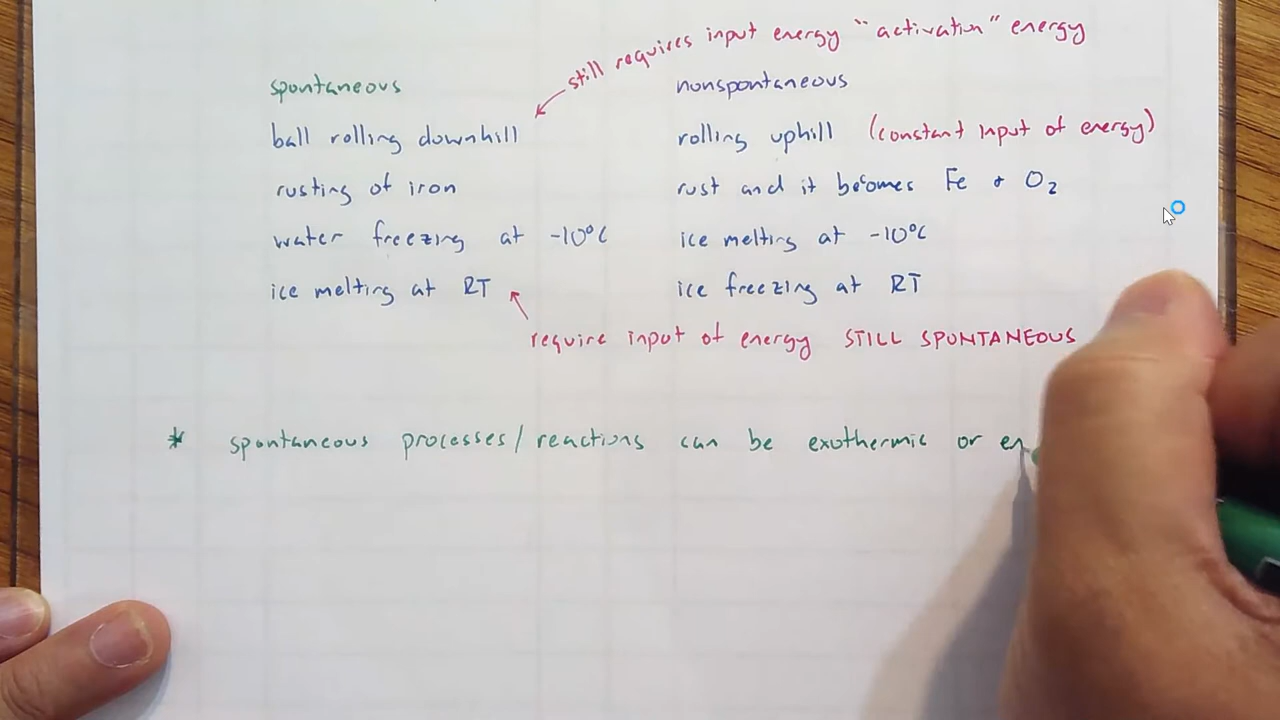 still requires input energy "activation" energy
spontaneous nonspontaneous
ball rolling downhill rolling uphill (constant input of energy)
rusting of iron rust and it becomes Fe + O2
water freezing at -10°C ice melting at -10°C
ice melting at RT ice freezing at RT
require input of energy STILL SPONTANEOUS
* spontaneous processes/reactions can be exothermic or en